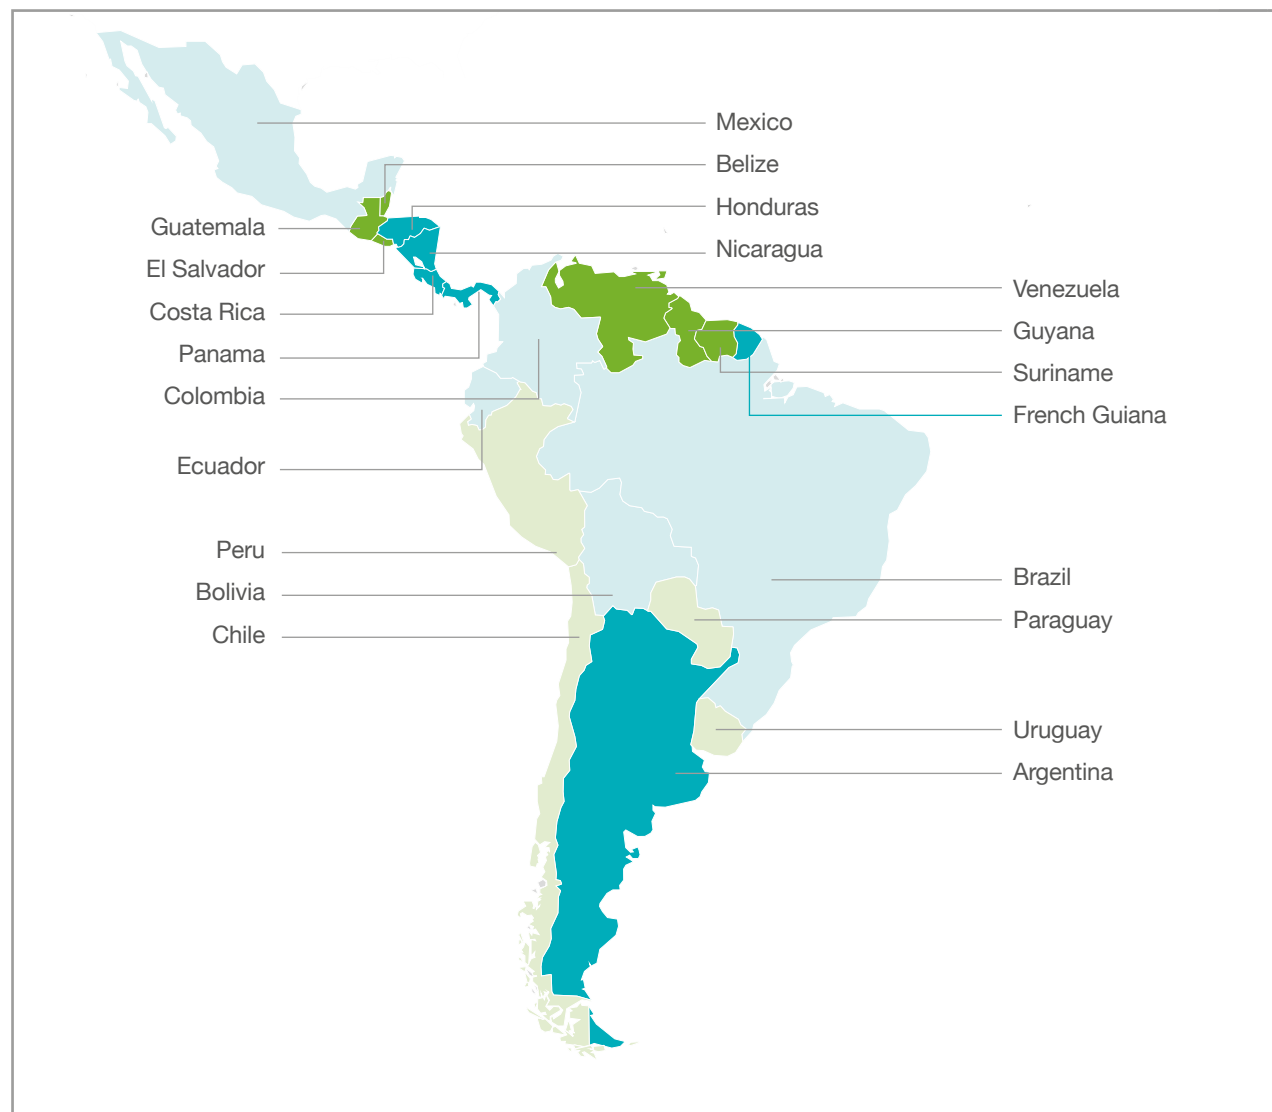 Mexico
Belize
Honduras
Nicaragua
Guatemala
El Salvador
Costa Rica
Panama
Colombia
Ecuador
Peru
Bolivia
Chile
Venezuela
Guyana
Suriname
French Guiana
Brazil
Paraguay
Uruguay
Argentina